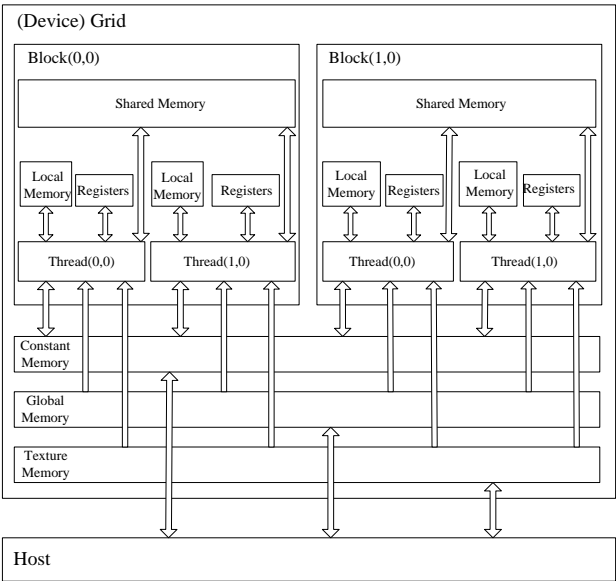 (Device) Grid
Block(0,0)
Block(1,0)
Shared Memory
Shared Memory
Local
Memory
Registers
Local
Memory
Registers
Local
Memory
Registers
Local
Memory
Registers
Thread(0,0)
Thread(1,0)
Thread(0,0)
Thread(1,0)
Constant
Memory
Global
Memory
Texture
Memory
Host